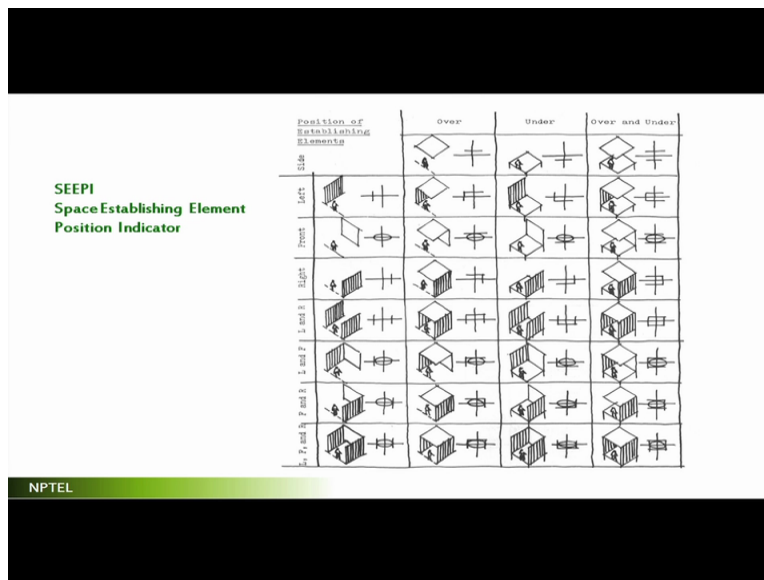 SEEPI
Space Establishing Element
Position Indicator
Position of
Establishing
Elements
Over
Under
Over and Under
Side
Left
Front
Right
L and R
L and F
F and R
L, F, and R
NPTEL